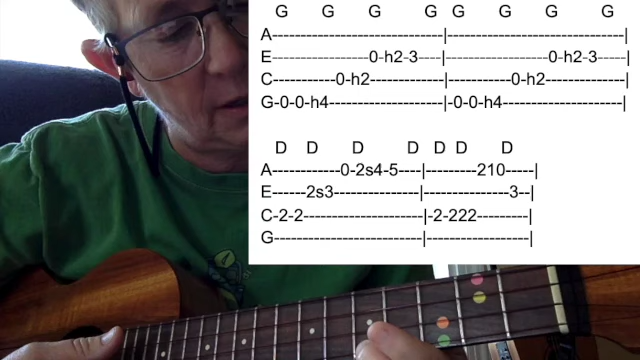 G G G G G G G G
A----------------------------|-----------------------------|
E----------------0-h2-3----|----------------0-h2-3-----|
C-----------0-h2------------|----------0-h2-------------|
G-0-0-h4-------------------|-0-0-h4-------------------|
D D D D D D D
A------------0-2s4-5----|---------210-----|
E------2s3---------------|---------------3--|
C-2-2--------------------|-2-222---------|
G-------------------------|-----------------|